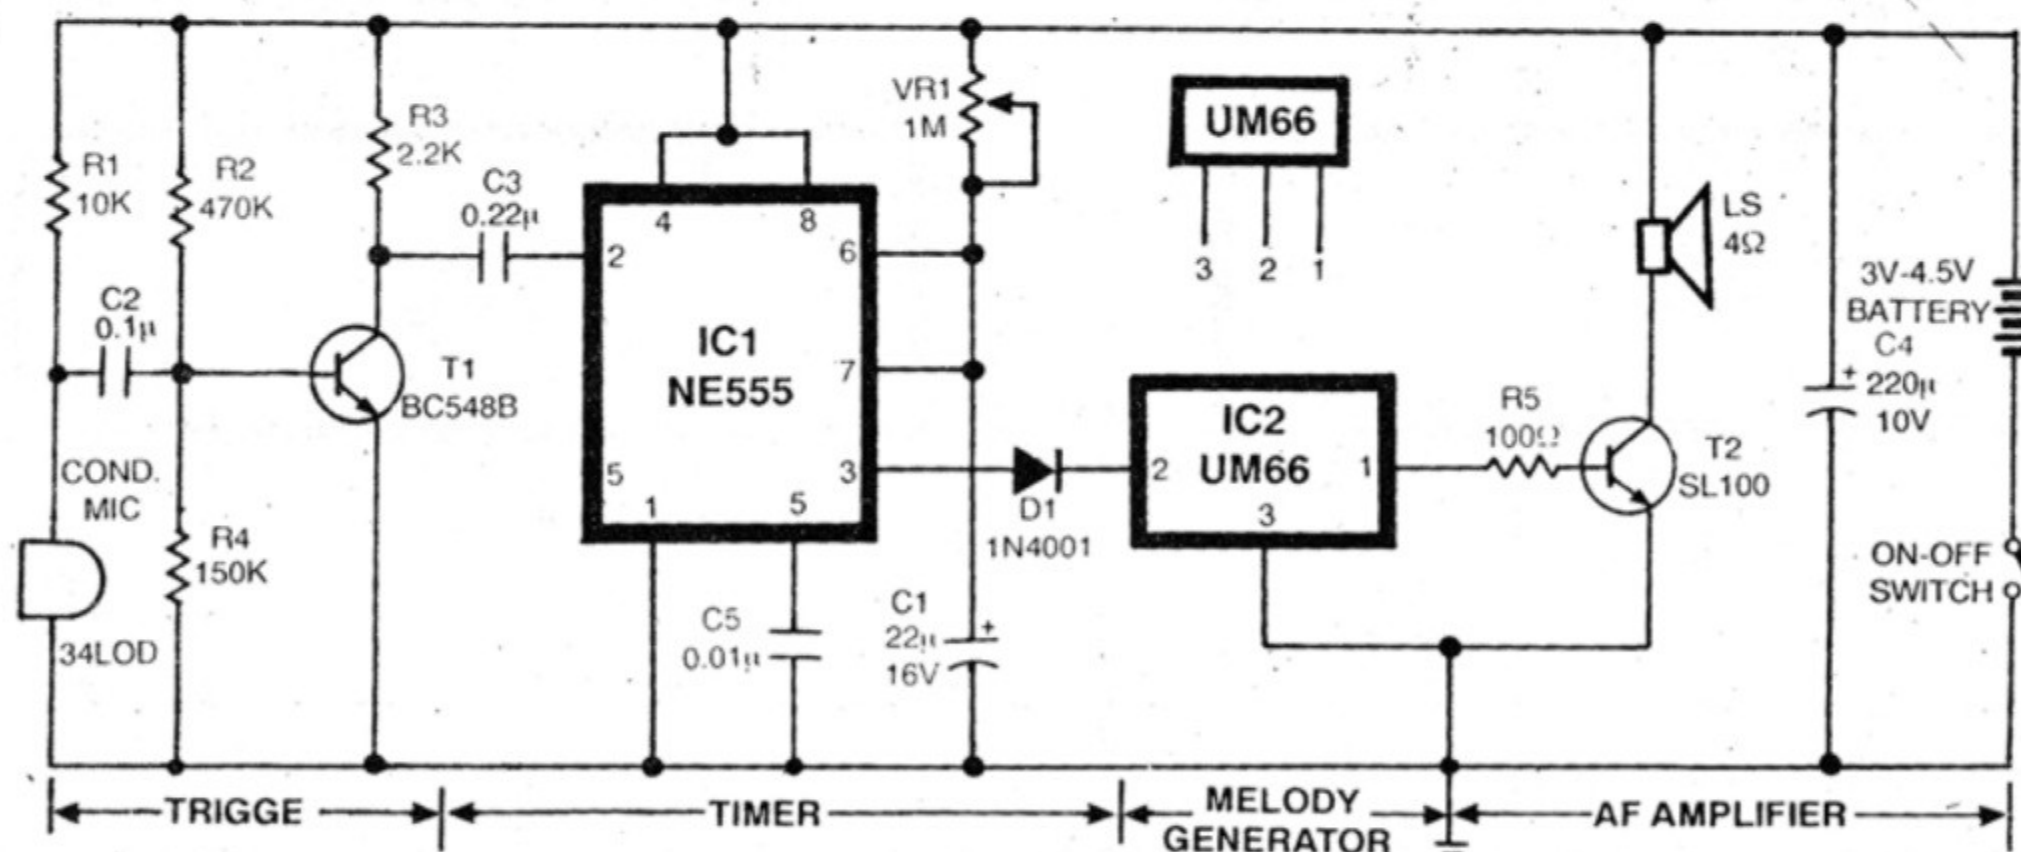 R1
10K
R2
470K
R3
2.2K
C3
0.22µ
C2
0.1µ
T1
BC548B
COND.
MIC
34LOD
R4
150K
4
8
2
6
IC1
NE555
7
5
3
1
5
C5
0.01µ
VR1
1M
C1
+
22µ
16V
D1
1N4001
UM66
3
2
1
IC2
UM66
2
1
3
R5
100Ω
T2
SL100
LS
4Ω
3V-4.5V
BATTERY
C4
+
220µ
10V
ON-OFF
SWITCH
TRIGGE
TIMER
MELODY
GENERATOR
AF AMPLIFIER